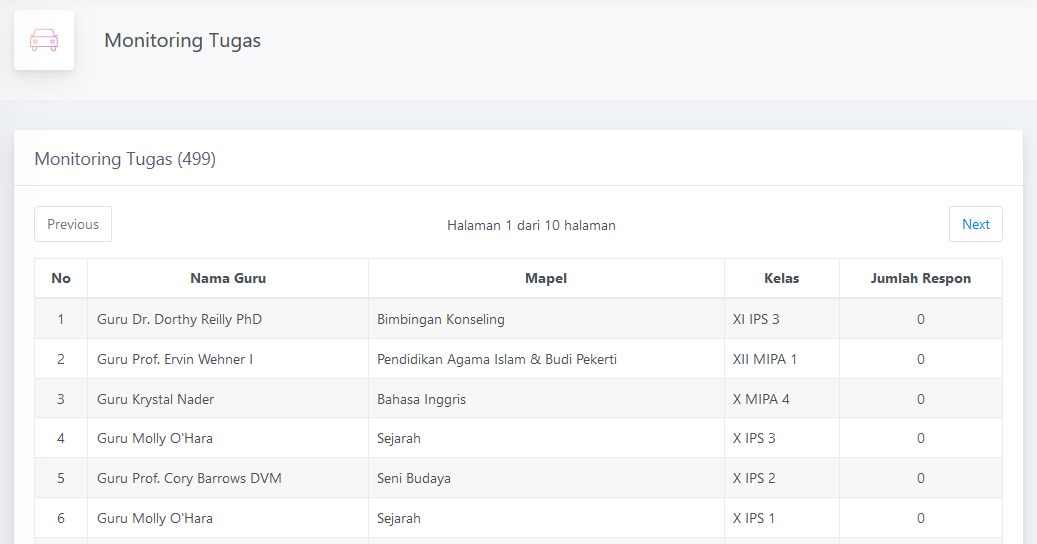 Monitoring Tugas
Monitoring Tugas (499)
Previous Halaman 1 dari 10 halaman Next
No Nama Guru Mapel Kelas Jumlah Respon
1 Guru Dr. Dorthy Reilly PhD Bimbingan Konseling XI IPS 3 0
2 Guru Prof. Ervin Wehner I Pendidikan Agama Islam & Budi Pekerti XII MIPA 1 0
3 Guru Krystal Nader Bahasa Inggris X MIPA 4 0
4 Guru Molly O'Hara Sejarah X IPS 3 0
5 Guru Prof. Cory Barrows DVM Seni Budaya X IPS 2 0
6 Guru Molly O'Hara Sejarah X IPS 1 0